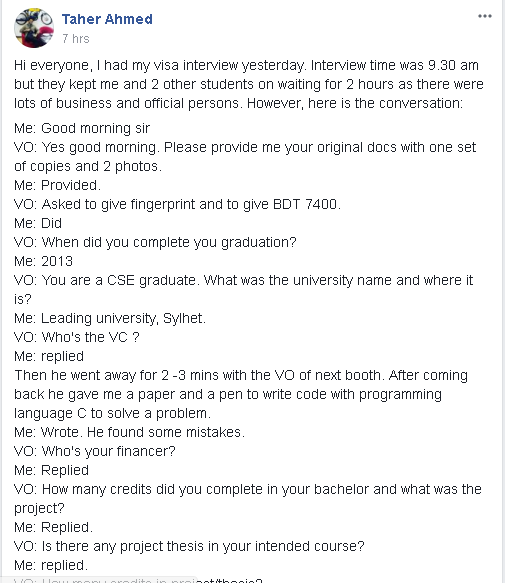 Taher Ahmed
7 hrs
Hi everyone, I had my visa interview yesterday. Interview time was 9.30 am
but they kept me and 2 other students on waiting for 2 hours as there were
lots of business and official persons. However, here is the conversation:
Me: Good morning sir
VO: Yes good morning. Please provide me your original docs with one set
of copies and 2 photos.
Me: Provided.
VO: Asked to give fingerprint and to give BDT 7400.
Me: Did
VO: When did you complete you graduation?
Me: 2013
VO: You are a CSE graduate. What was the university name and where it
is?
Me: Leading university, Sylhet.
VO: Who's the VC ?
Me: replied
Then he went away for 2 -3 mins with the VO of next booth. After coming
back he gave me a paper and a pen to write code with programming
language C to solve a problem.
Me: Wrote. He found some mistakes.
VO: Who's your financer?
Me: Replied
VO: How many credits did you complete in your bachelor and what was the
project?
Me: Replied.
VO: Is there any project thesis in your intended course?
Me: replied.
VO: How many credits in project/thesis?